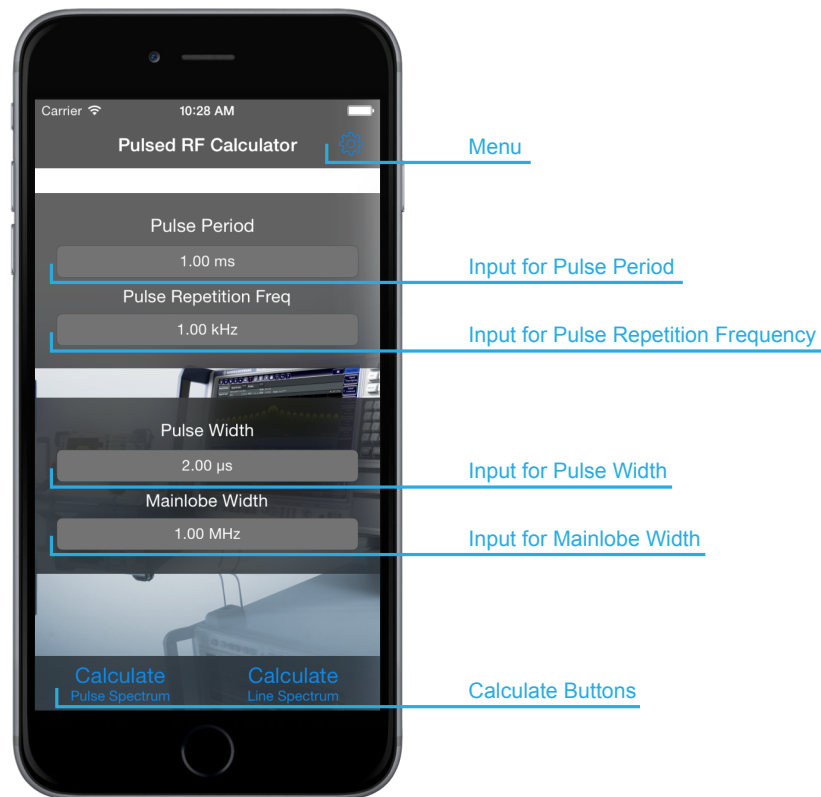 Carrier 10:28 AM
Pulsed RF Calculator
Menu
Pulse Period
1.00 ms
Input for Pulse Period
Pulse Repetition Freq
1.00 kHz
Input for Pulse Repetition Frequency
Pulse Width
2.00 µs
Input for Pulse Width
Mainlobe Width
1.00 MHz
Input for Mainlobe Width
Calculate
Pulse Spectrum
Calculate
Line Spectrum
Calculate Buttons